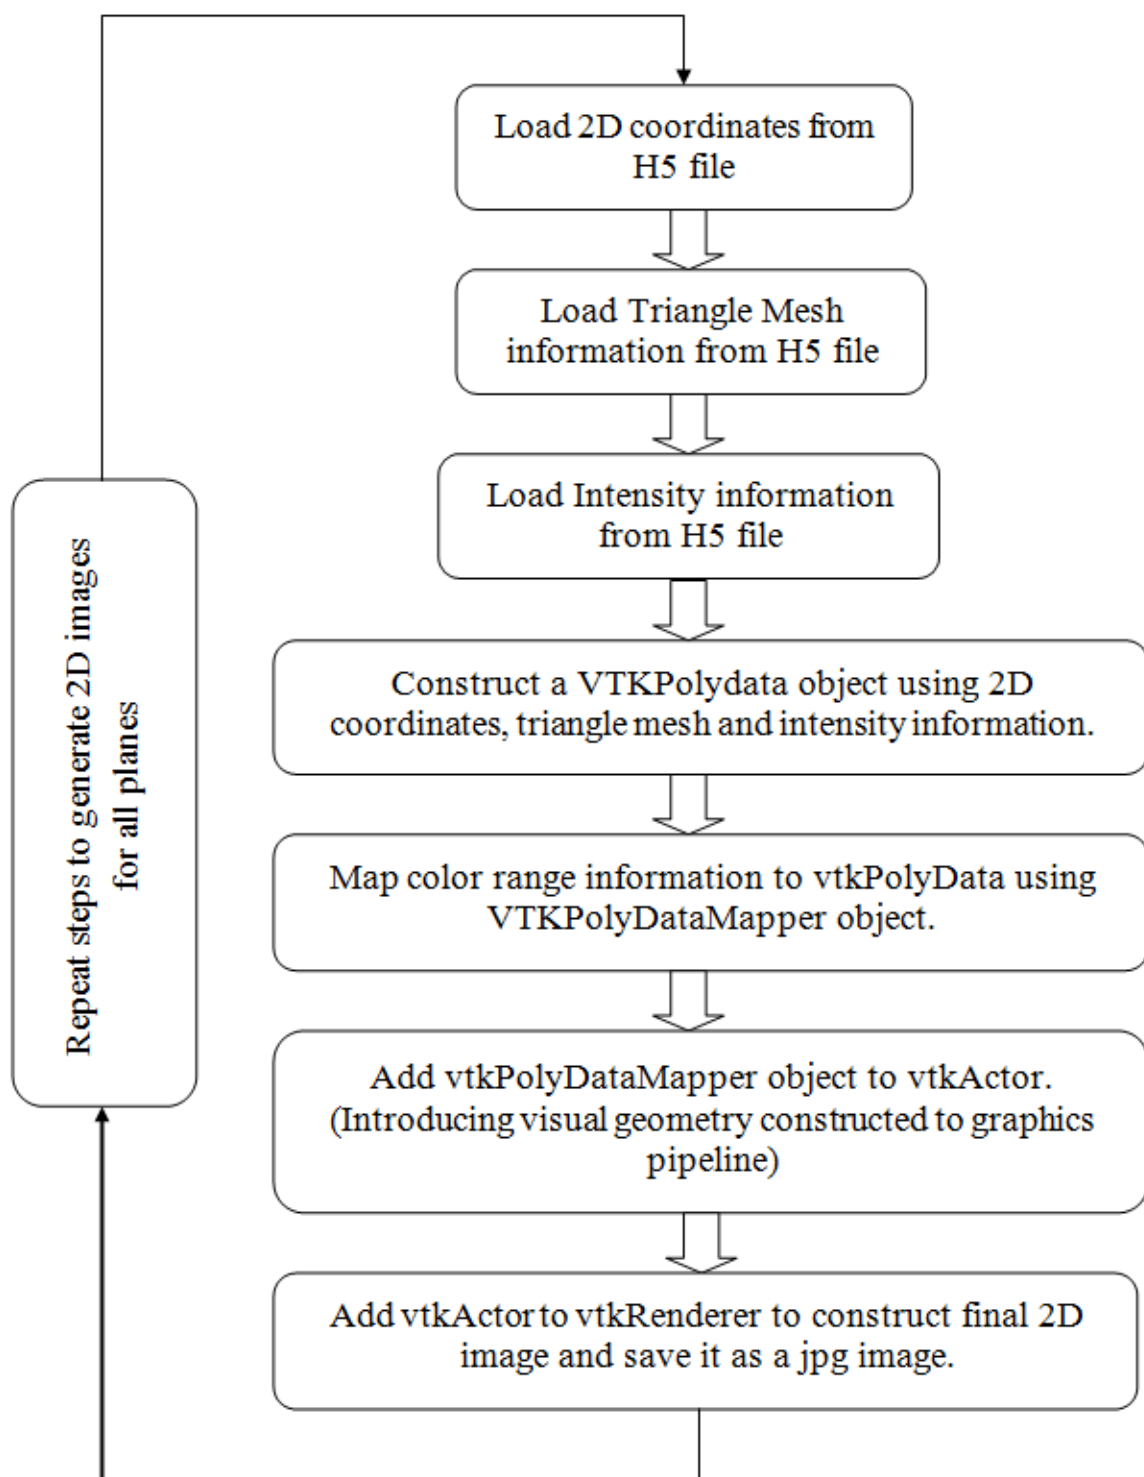 Load 2D coordinates from
H5 file
Load Triangle Mesh
information from H5 file
Load Intensity information
from H5 file
Construct a VTKPolydata object using 2D
coordinates, triangle mesh and intensity information.
Map color range information to vtkPolyData using
VTKPolyDataMapper object.
Add vtkPolyDataMapper object to vtkActor.
(Introducing visual geometry constructed to graphics
pipeline)
Add vtkActor to vtkRenderer to construct final 2D
image and save it as a jpg image.
Repeat steps to generate 2D images
for all planes